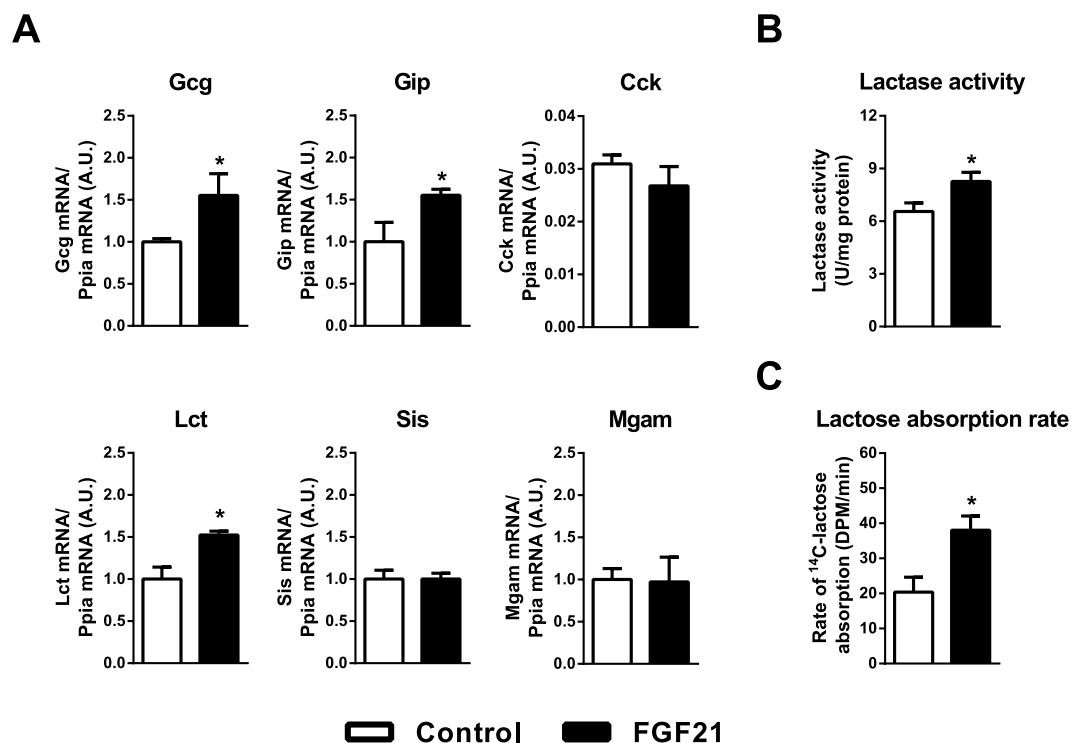 A
B
Gcg
Gip
Cck
Lactase activity
Gcg mRNA/
Ppia mRNA (A.U.)
2.5
2.0
1.5
1.0
0.5
0.0
*
Gip mRNA/
Ppia mRNA (A.U.)
2.5
2.0
1.5
1.0
0.5
0.0
*
Cck mRNA/
Ppia mRNA (A.U.)
0.04
0.03
0.02
0.01
0.00
Lactase activity
(U/mg protein)
12
9
6
3
0
*
C
Lct
Sis
Mgam
Lactose absorption rate
Lct mRNA/
Ppia mRNA (A.U.)
2.5
2.0
1.5
1.0
0.5
0.0
*
Sis mRNA/
Ppia mRNA (A.U.)
2.5
2.0
1.5
1.0
0.5
0.0
Mgam mRNA/
Ppia mRNA (A.U.)
2.5
2.0
1.5
1.0
0.5
0.0
Rate of ¹⁴C-lactose
absorption (DPM/min)
60
50
40
30
20
10
0
*
Control FGF21